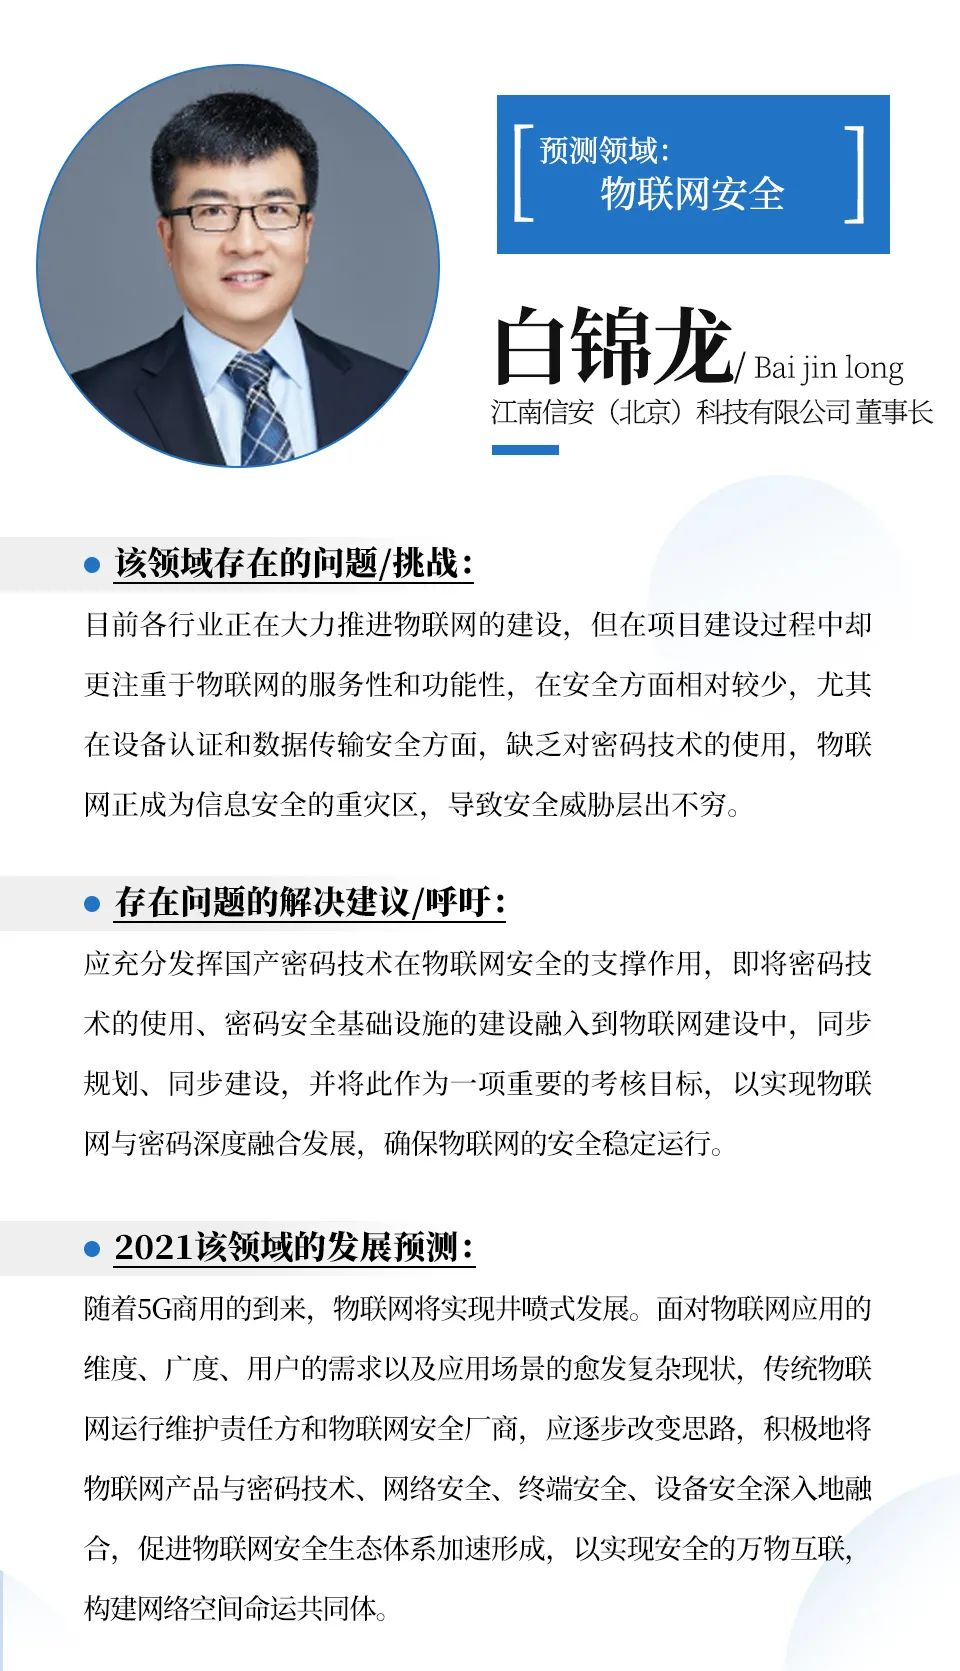 预测领域：
物联网安全
白锦龙/ Bai jin long
江南信安（北京）科技有限公司 董事长
该领域存在的问题/挑战：
目前各行业正在大力推进物联网的建设，但在项目建设过程中却
更注重于物联网的服务性和功能性，在安全方面相对较少，尤其
在设备认证和数据传输安全方面，缺乏对密码技术的使用，物联
网正成为信息安全的重灾区，导致安全威胁层出不穷。
存在问题的解决建议/呼吁：
应充分发挥国产密码技术在物联网安全的支撑作用，即将密码技
术的使用、密码安全基础设施的建设融入到物联网建设中，同步
规划、同步建设，并将此作为一项重要的考核目标，以实现物联
网与密码深度融合发展，确保物联网的安全稳定运行。
2021该领域的发展预测：
随着5G商用的到来，物联网将实现井喷式发展。面对物联网应用的
维度、广度、用户的需求以及应用场景的愈发复杂现状，传统物联
网运行维护责任方和物联网安全厂商，应逐步改变思路，积极地将
物联网产品与密码技术、网络安全、终端安全、设备安全深入地融
合，促进物联网安全生态体系加速形成，以实现安全的万物互联，
构建网络空间命运共同体。